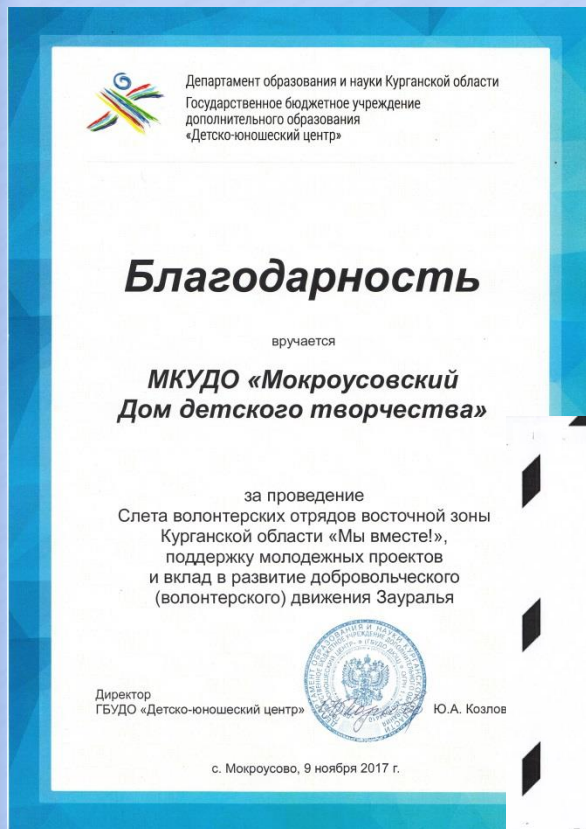 Департамент образования и науки Курганской области
Государственное бюджетное учреждение
дополнительного образования
«Детско-юношеский центр»
Благодарность
вручается
МКУДО «Мокроусовский
Дом детского творчества»
за проведение
Слета волонтерских отрядов восточной зоны
Курганской области «Мы вместе!»,
поддержку молодежных проектов
и вклад в развитие добровольческого
(волонтерского) движения Зауралья
Директор
ГБУДО «Детско-юношеский центр»
Ю.А. Козлов
с. Мокроусово, 9 ноября 2017 г.